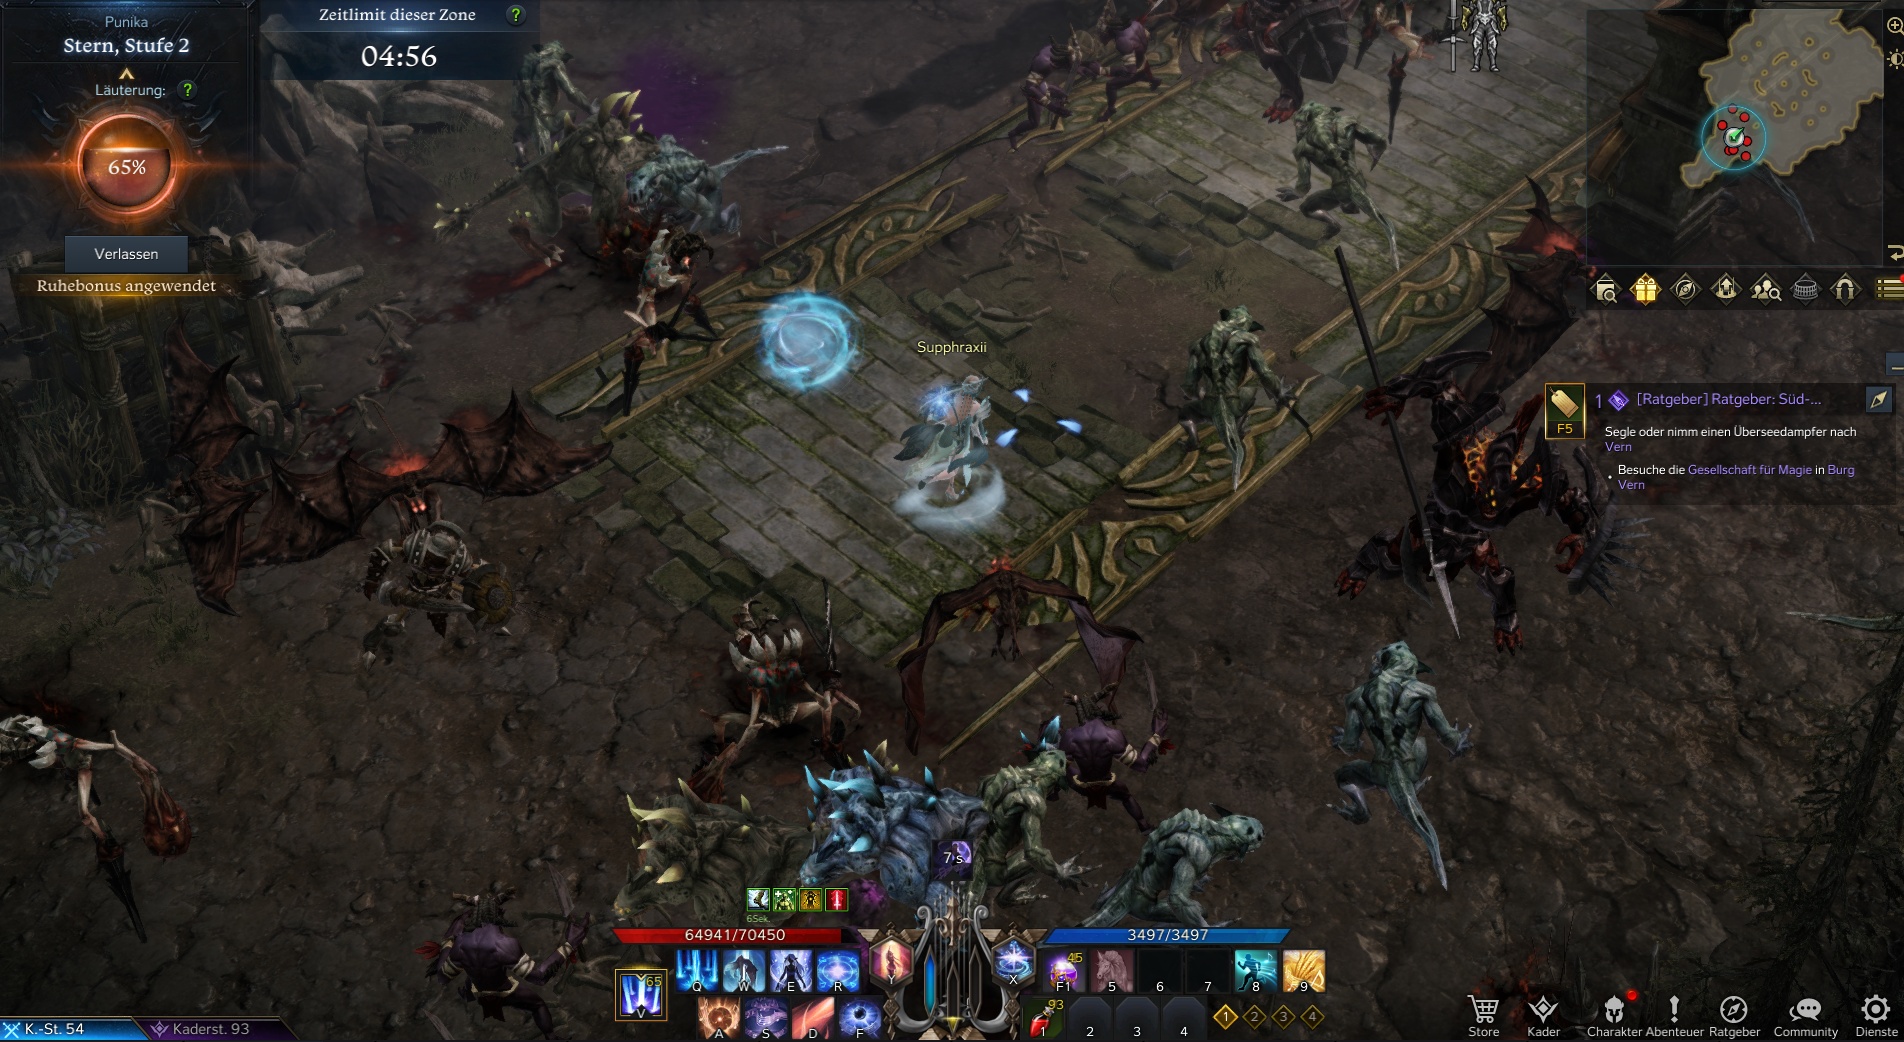 Punika
Stern, Stufe 2
Läuterung: ?
65%
Verlassen
Ruhebonus angewendet
Zeitlimit dieser Zone ?
04:56
Supphraxii
F5
1 [Ratgeber] Ratgeber: Süd-...
Segle oder nimm einen Überseedampfer nach
Vern
• Besuche die Gesellschaft für Magie in Burg
Vern
7 s
6Sek.
64941/70450
3497/3497
65
V
Q W E R
A S D F
Y
X
45
F1 5 6 7 8 F9
93
1 2 3 4
1 2 3 4
K.-St. 54
Kaderst. 93
Store Kader Charakter Abenteuer Ratgeber Community Dienste